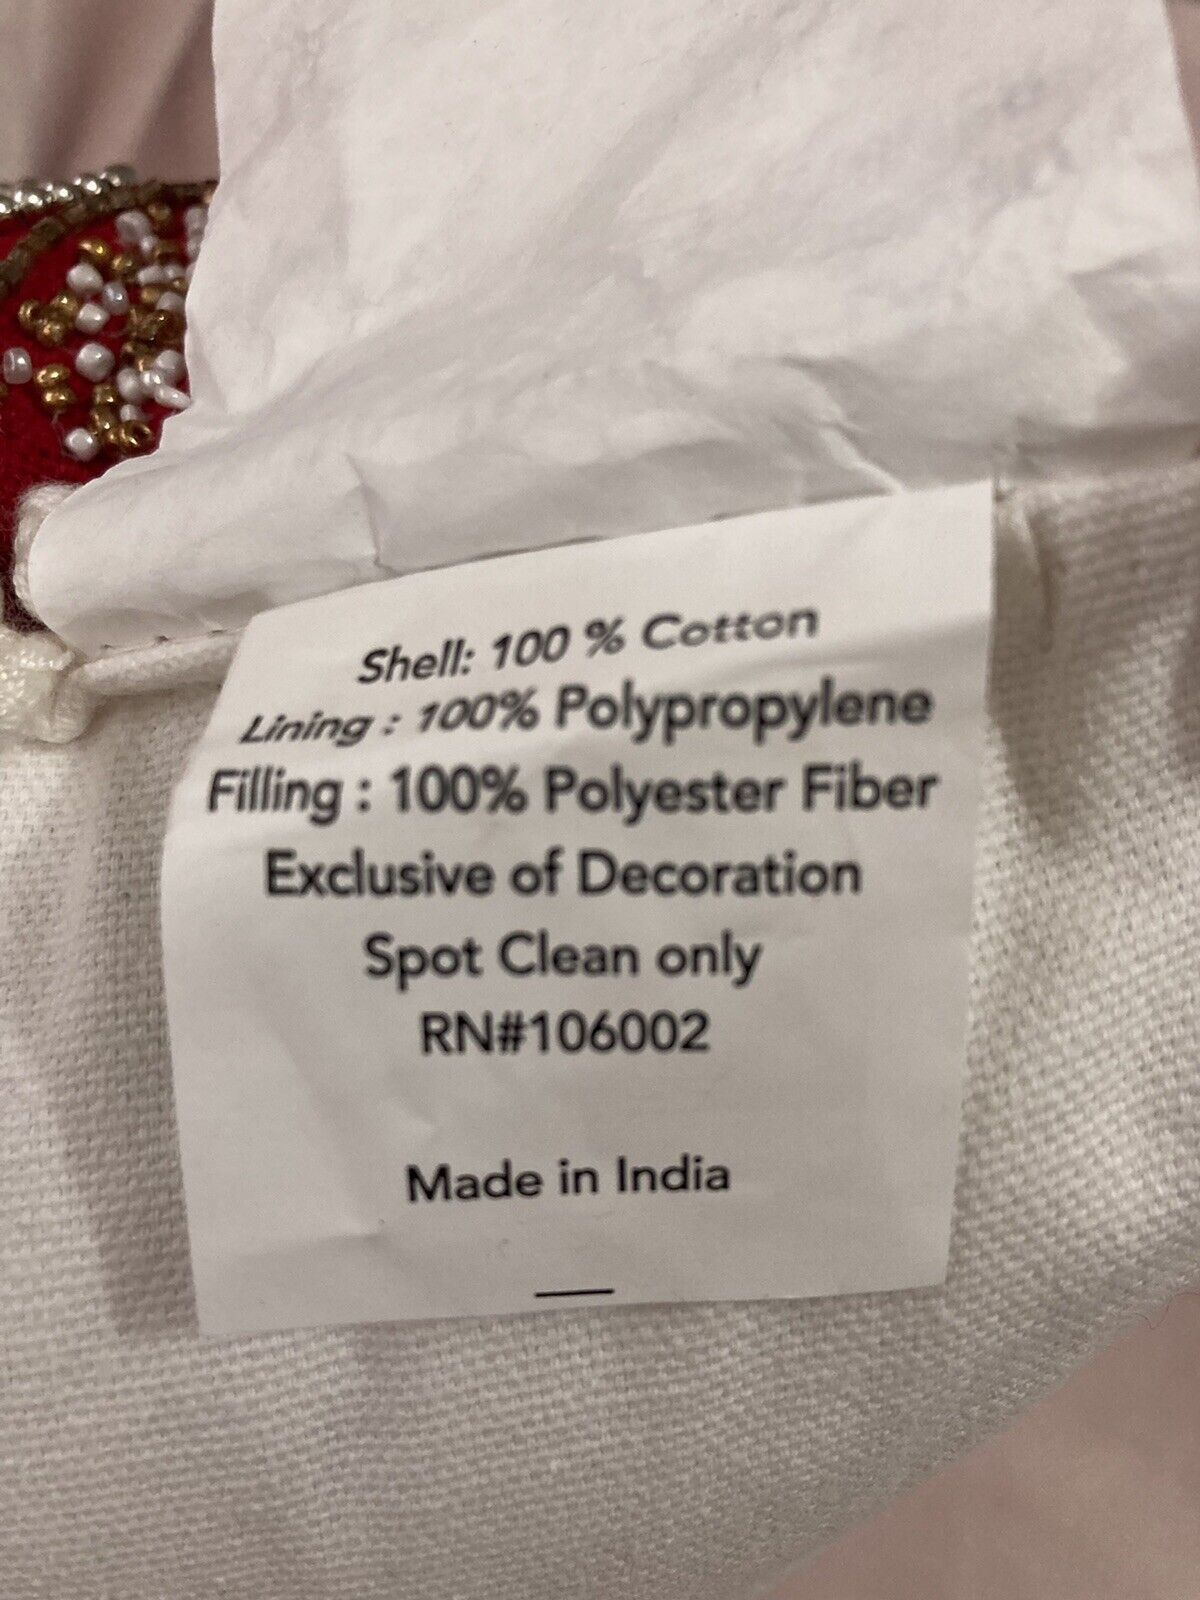 Shell: 100 % Cotton
Lining : 100% Polypropylene
Filling : 100% Polyester Fiber
Exclusive of Decoration
Spot Clean only
RN#106002
Made in India